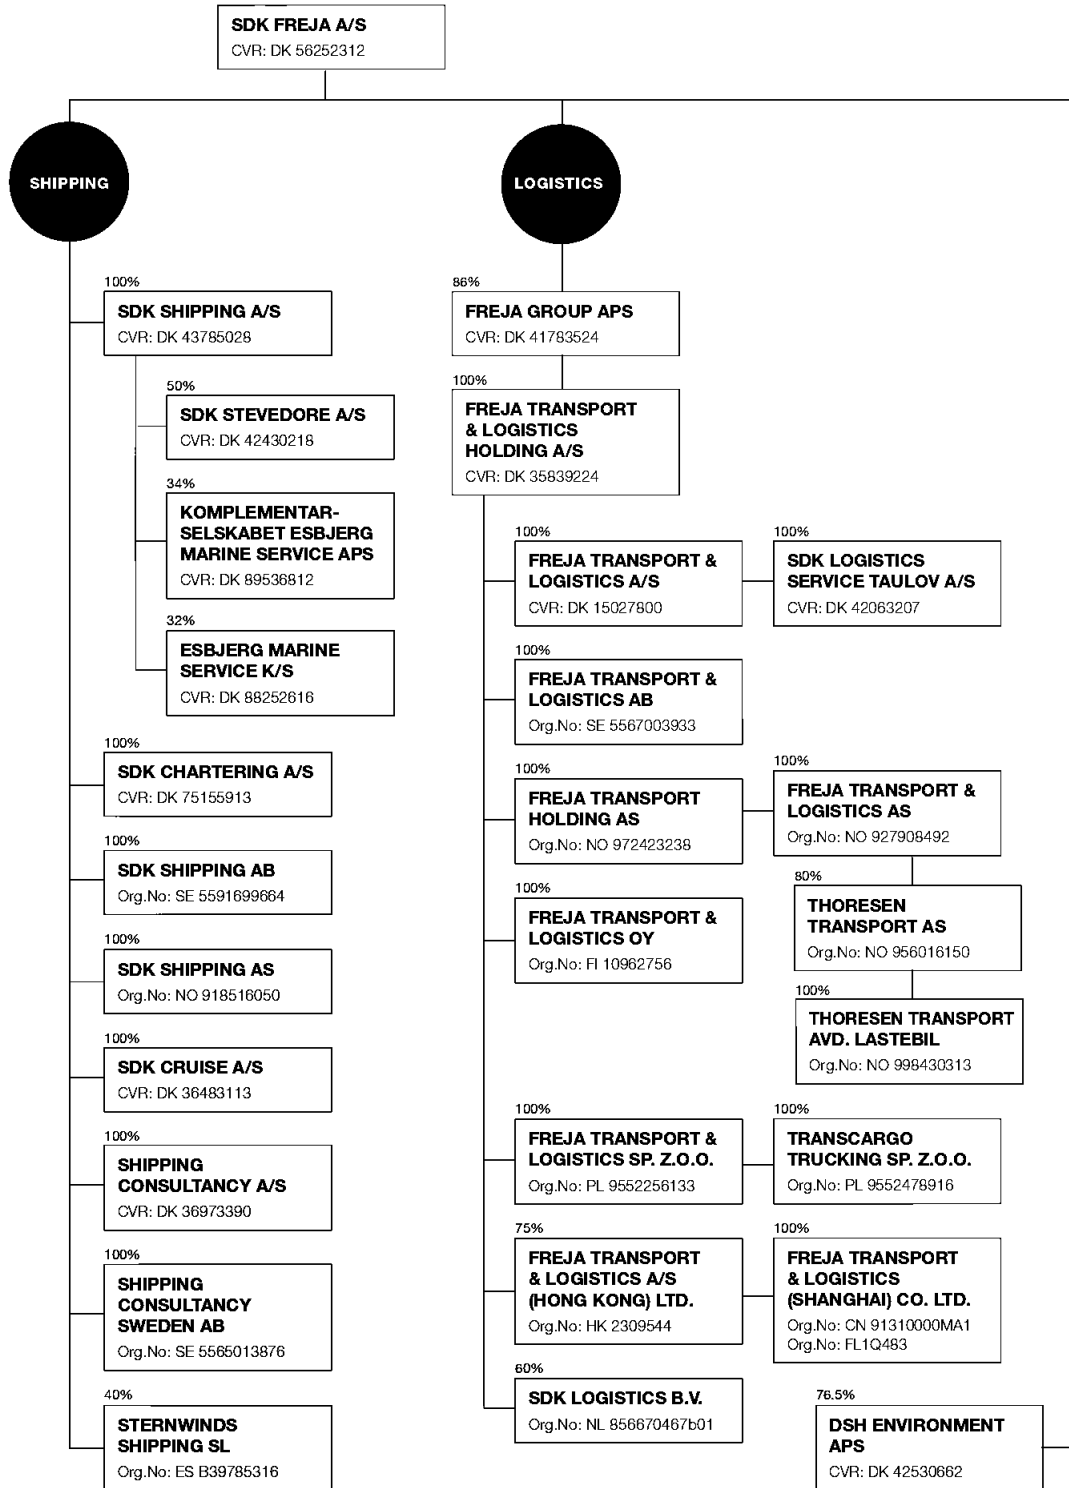 SDK FREJA A/S
CVR: DK 56252312
SHIPPING
100%
SDK SHIPPING A/S
CVR: DK 43785028
50%
SDK STEVEDORE A/S
CVR: DK 42430218
34%
KOMPLEMENTAR-
SELSKABET ESBJERG
MARINE SERVICE APS
CVR: DK 89536812
32%
ESBJERG MARINE
SERVICE K/S
CVR: DK 88252616
100%
SDK CHARTERING A/S
CVR: DK 75155913
100%
SDK SHIPPING AB
Org.No: SE 5591699664
100%
SDK SHIPPING AS
Org.No: NO 918516050
100%
SDK CRUISE A/S
CVR: DK 36483113
100%
SHIPPING
CONSULTANCY A/S
CVR: DK 36973390
100%
SHIPPING
CONSULTANCY
SWEDEN AB
Org.No: SE 5565013876
40%
STERNWINDS
SHIPPING SL
Org.No: ES B39785316
LOGISTICS
86%
FREJA GROUP APS
CVR: DK 41783524
100%
FREJA TRANSPORT
& LOGISTICS
HOLDING A/S
CVR: DK 35839224
100%
FREJA TRANSPORT &
LOGISTICS A/S
CVR: DK 15027800
100%
SDK LOGISTICS
SERVICE TAULOV A/S
CVR: DK 42063207
100%
FREJA TRANSPORT &
LOGISTICS AB
Org.No: SE 5567003933
100%
FREJA TRANSPORT
HOLDING AS
Org.No: NO 972423238
100%
FREJA TRANSPORT &
LOGISTICS AS
Org.No: NO 927908492
80%
THORESEN
TRANSPORT AS
Org.No: NO 956016150
100%
THORESEN TRANSPORT
AVD. LASTEBIL
Org.No: NO 998430313
100%
FREJA TRANSPORT &
LOGISTICS OY
Org.No: FI 10962756
100%
FREJA TRANSPORT &
LOGISTICS SP. Z.O.O.
Org.No: PL 9552256133
100%
TRANSCARGO
TRUCKING SP. Z.O.O.
Org.No: PL 9552478916
75%
FREJA TRANSPORT
& LOGISTICS A/S
(HONG KONG) LTD.
Org.No: HK 2309544
100%
FREJA TRANSPORT
& LOGISTICS
(SHANGHAI) CO. LTD.
Org.No: CN 91310000MA1
Org.No: FL1Q483
60%
SDK LOGISTICS B.V.
Org.No: NL 856670467b01
76.5%
DSH ENVIRONMENT
APS
CVR: DK 42530662